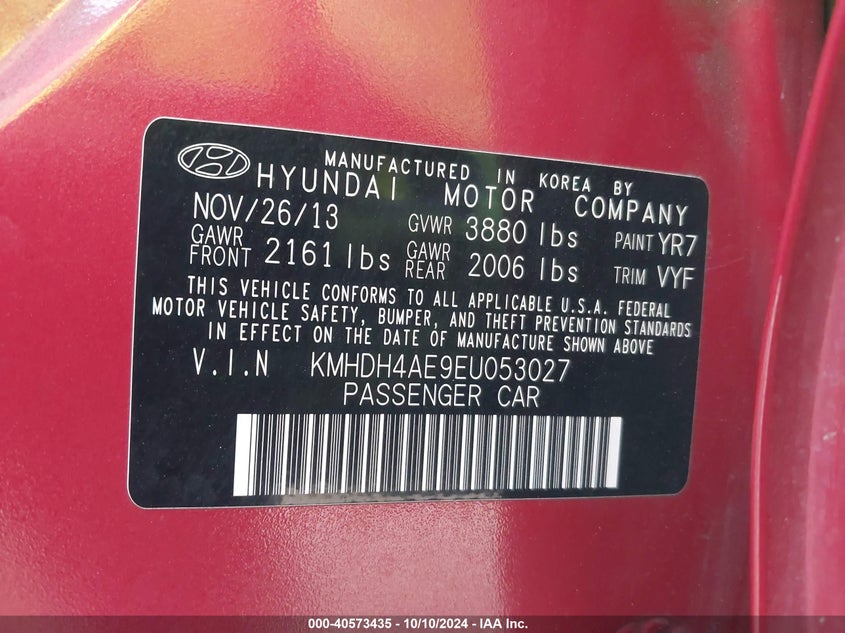 MANUFACTURED IN KOREA BY
HYUNDAI MOTOR COMPANY
NOV/26/13 GVWR 3880 lbs PAINT YR7
GAWR FRONT 2161 lbs GAWR REAR 2006 lbs TRIM VYF
THIS VEHICLE CONFORMS TO ALL APPLICABLE U.S.A. FEDERAL
MOTOR VEHICLE SAFETY, BUMPER, AND THEFT PREVENTION STANDARDS
IN EFFECT ON THE DATE OF MANUFACTURE SHOWN ABOVE
V.I.N KMHDH4AE9EU053027
PASSENGER CAR
000-40573435 - 10/10/2024 - IAA Inc.